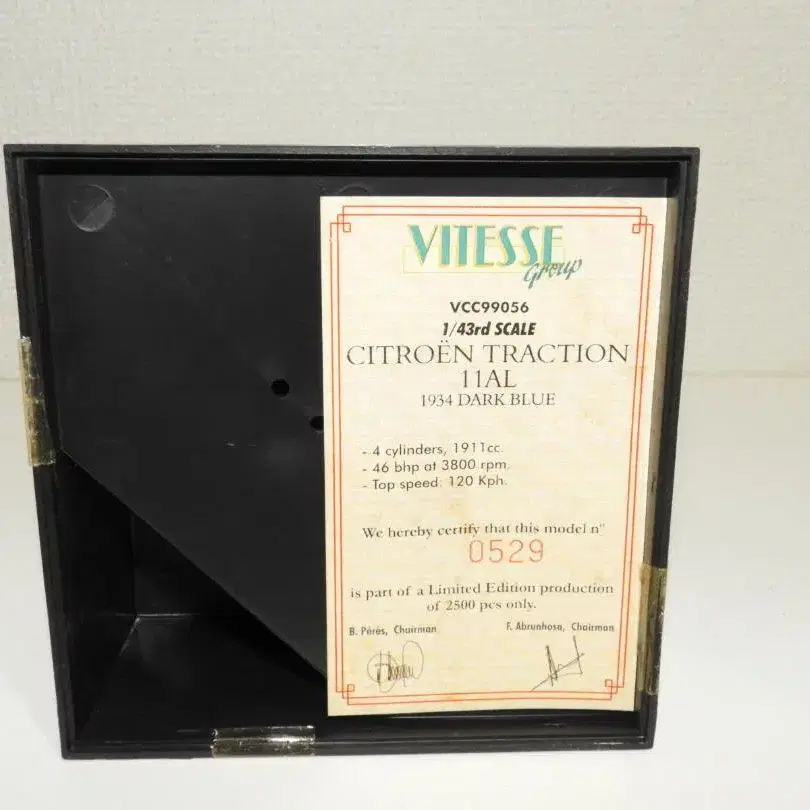 VITESSE
Group
VCC99056
1/43rd SCALE
CITROËN TRACTION
11AL
1934 DARK BLUE
- 4 cylinders, 1911cc.
- 46 bhp at 3800 rpm.
- Top speed: 120 Kph.
We hereby certify that this model n°
0529
is part of a Limited Edition production
of 2500 pcs only.
B. Pérès, Chairman F. Abrunhosa, Chairman